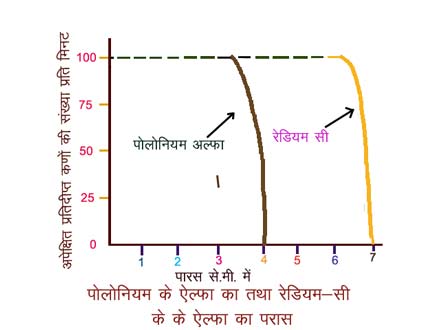 अपेक्षित प्रतिदीप्त कणों की संख्या प्रति मिनट
100
75
50
25
0
पोलोनियम अल्फा
रेडियम सी
1 2 3 4 5 6 7
पारस से.मी. में
पोलोनियम के ऐल्फा का तथा रेडियम–सी
के के ऐल्फा का परास